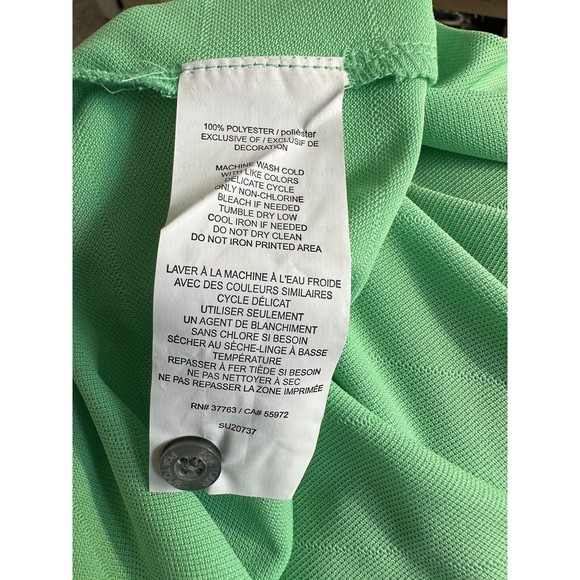 100% POLYESTER / poliéster
EXCLUSIVE OF / EXCLUSIF DE
DECORATION
MACHINE WASH COLD
WITH LIKE COLORS
DELICATE CYCLE
ONLY NON-CHLORINE
BLEACH IF NEEDED
TUMBLE DRY LOW
COOL IRON IF NEEDED
DO NOT DRY CLEAN
DO NOT IRON PRINTED AREA
LAVER À LA MACHINE À L'EAU FROIDE
AVEC DES COULEURS SIMILAIRES
CYCLE DÉLICAT
UTILISER SEULEMENT
UN AGENT DE BLANCHIMENT
SANS CHLORE SI BESOIN
SÉCHER AU SÈCHE-LINGE À BASSE
TEMPÉRATURE
REPASSER À FER TIÈDE SI BESOIN
NE PAS NETTOYER À SEC
NE PAS REPASSER LA ZONE IMPRIMÉE
RN# 37763 / CA# 55972
SU20737